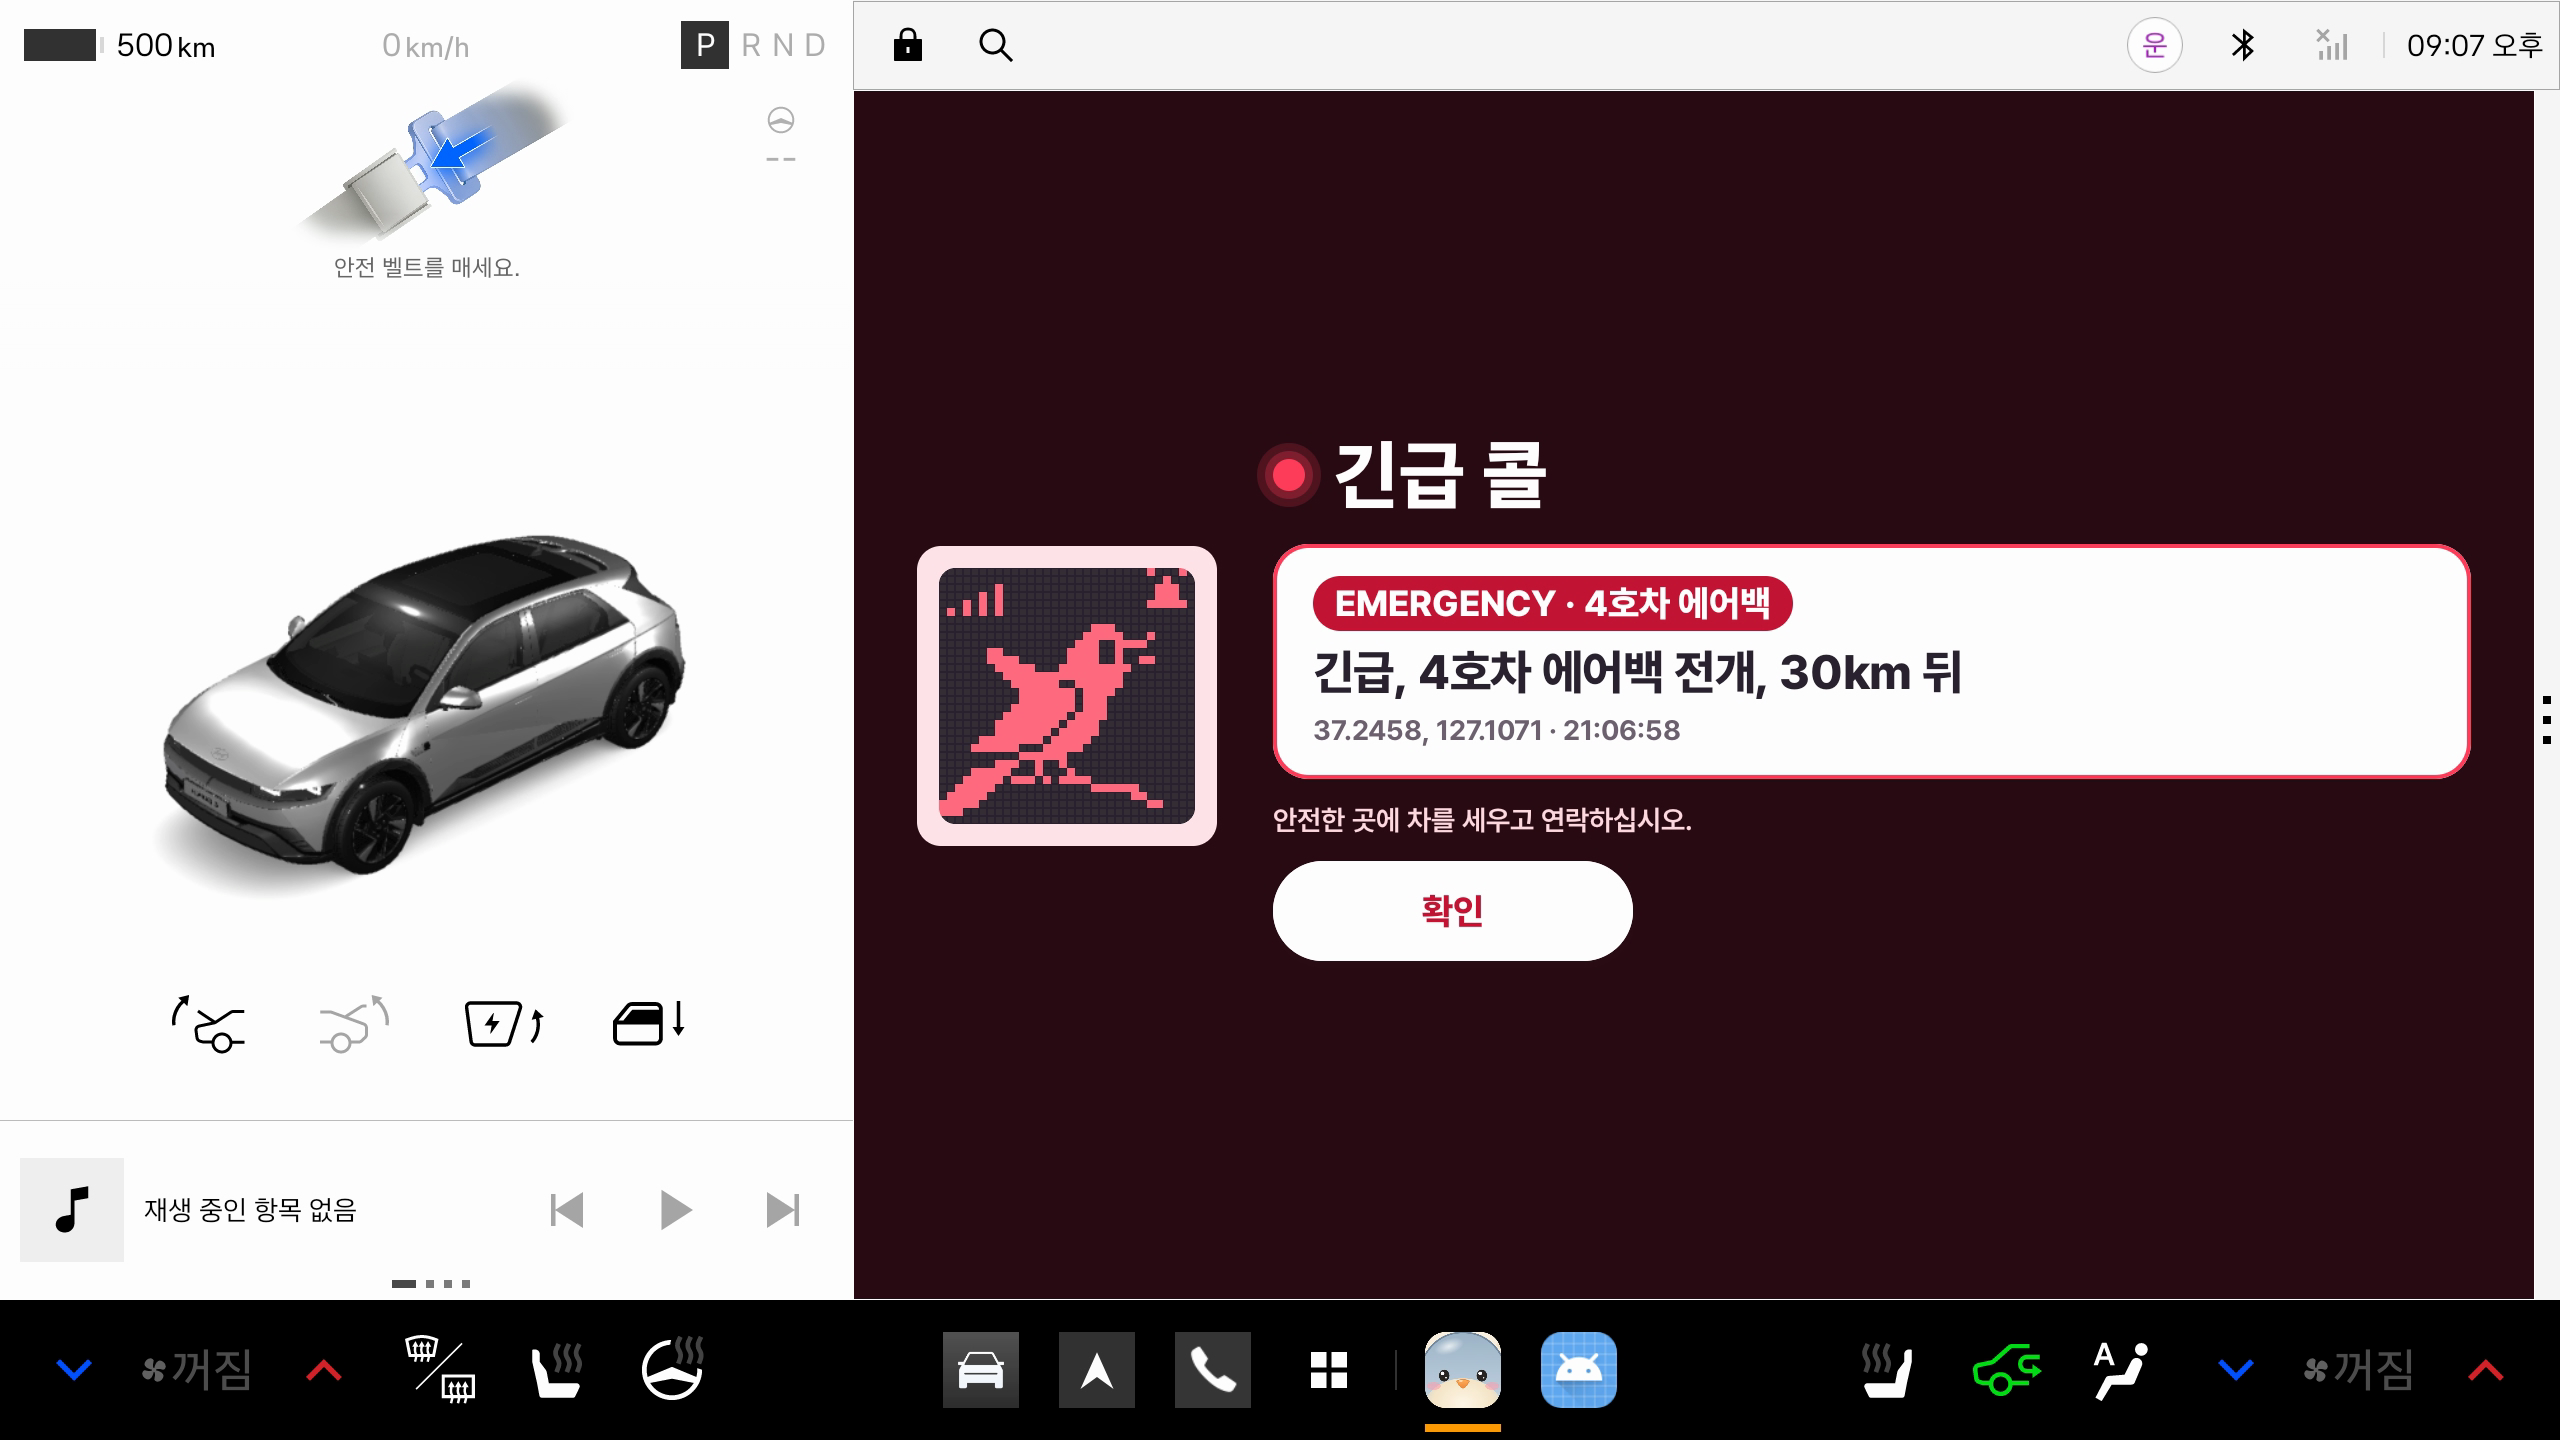 500 km
0 km/h
P R N D
운
09:07 오후
안전 벨트를 매세요.
긴급 콜
EMERGENCY · 4호차 에어백
긴급, 4호차 에어백 전개, 30km 뒤
37.2458, 127.1071 · 21:06:58
안전한 곳에 차를 세우고 연락하십시오.
확인
재생 중인 항목 없음
꺼짐
A
꺼짐